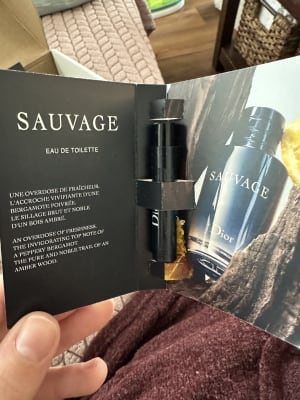 SAUVAGE
EAU DE TOILETTE
UNE OVERDOSE DE FRAÎCHEUR.
L'ACCROCHE VIVIFIANTE D'UNE
BERGAMOTE POIVRÉE.
LE SILLAGE BRUT ET NOBLE
D'UN BOIS AMBRÉ.
AN OVERDOSE OF FRESHNESS.
THE INVIGORATING TOP NOTE OF
A PEPPERY BERGAMOT.
THE PURE AND NOBLE TRAIL OF AN
AMBER WOOD.
SAUVAGE
Dior